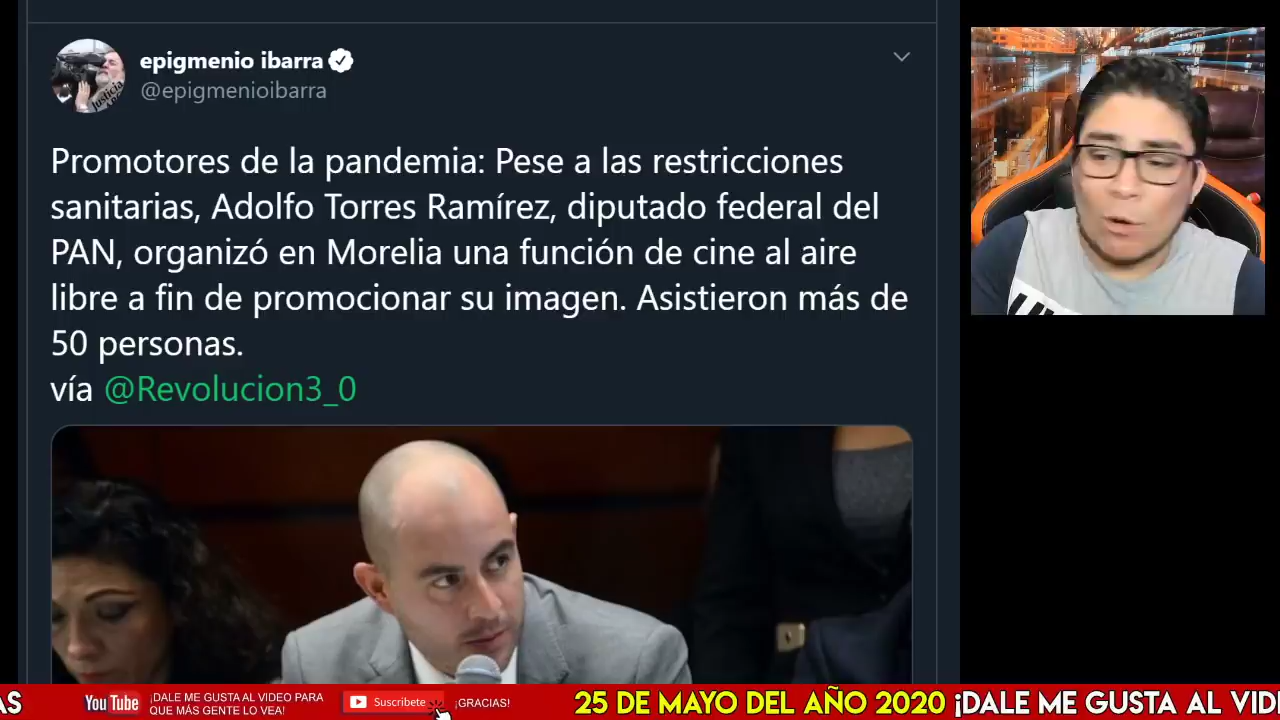 epigmenio ibarra
@epigmenioibarra
Promotores de la pandemia: Pese a las restricciones
sanitarias, Adolfo Torres Ramírez, diputado federal del
PAN, organizó en Morelia una función de cine al aire
libre a fin de promocionar su imagen. Asistieron más de
50 personas.
vía @Revolucion3_0
AS
YouTube
¡DALE ME GUSTA AL VIDEO PARA
QUE MÁS GENTE LO VEA!
Suscribete
¡GRACIAS!
25 DE MAYO DEL AÑO 2020 ¡DALE ME GUSTA AL VID